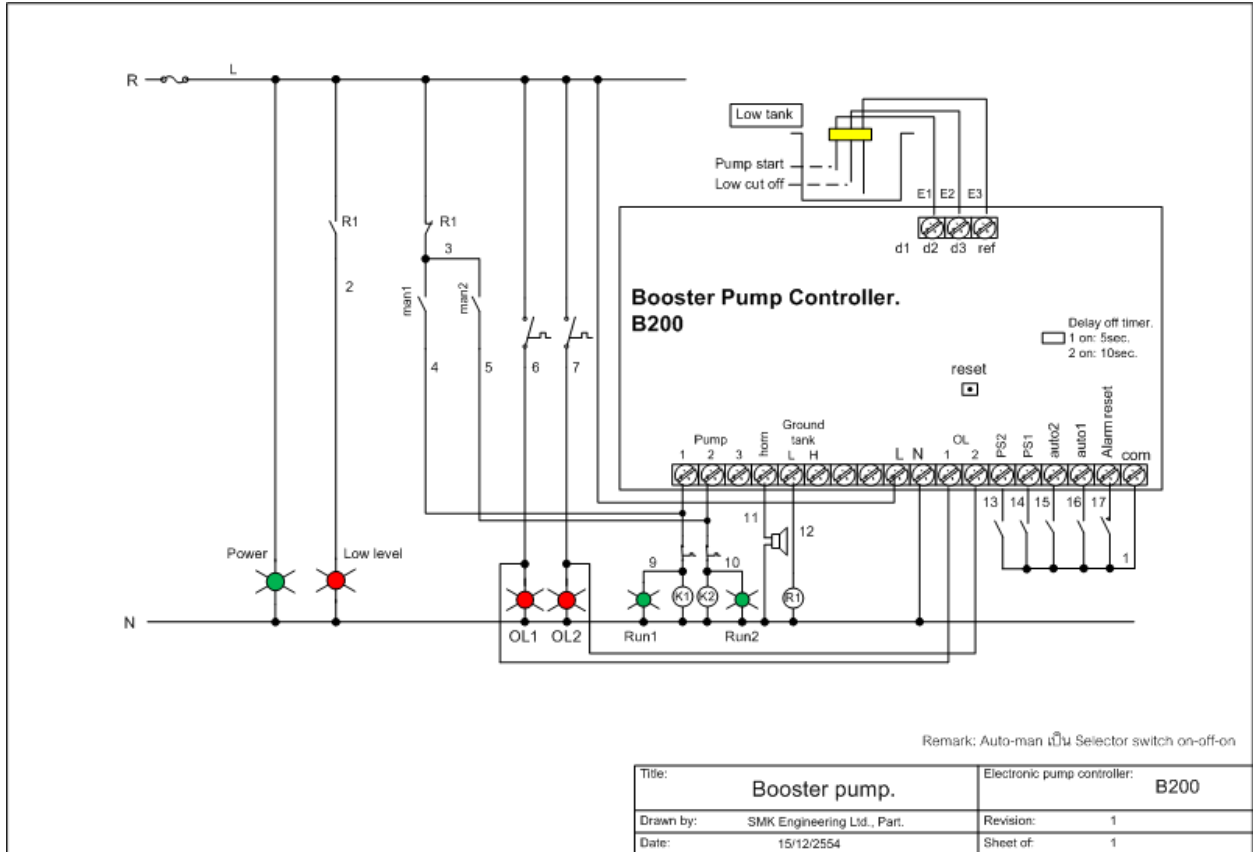 R
L
Low tank
Pump start
Low cut off
E1 E2 E3
d1 d2 d3 ref
R1
R1
3
2
man1
man2
Booster Pump Controller.
B200
Delay off timer.
1 on: 5sec.
2 on: 10sec.
reset
4 5 6 7
Pump
1 2 3
horn
Ground
tank
L H
L N
OL
1 2
PS2
PS1
auto2
auto1
Alarm reset
com
11
12
13 14 15 16 17
1
9
10
Power
Low level
K1 K2
R1
N
OL1 OL2 Run1 Run2
Remark: Auto-man เป็น Selector switch on-off-on
Title: Booster pump.
Electronic pump controller: B200
Drawn by: SMK Engineering Ltd., Part.
Revision: 1
Date: 15/12/2554
Sheet of: 1